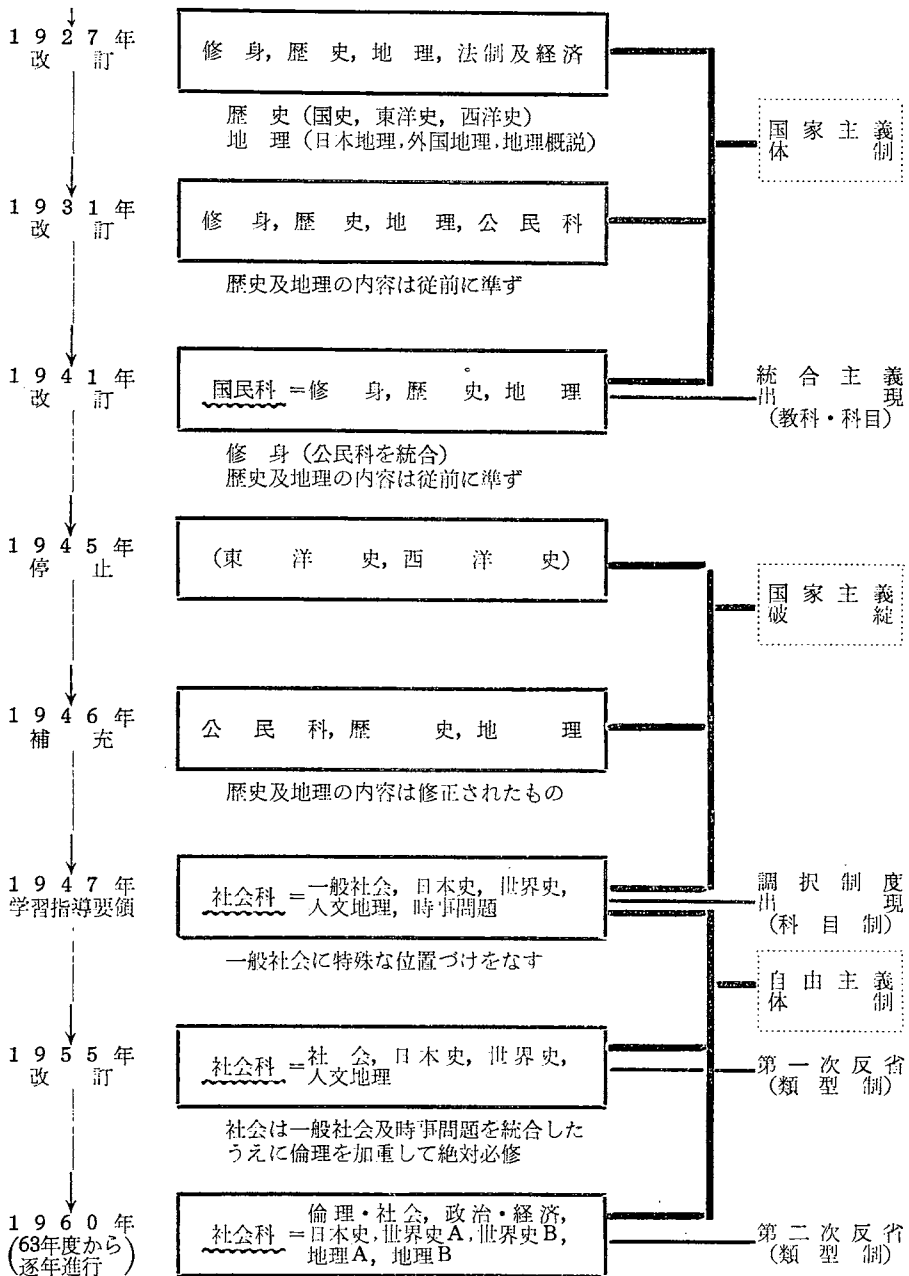 1927年
改訂
修身,歴史,地理,法制及経済
歴史(国史,東洋史,西洋史)
地理(日本地理,外国地理,地理概説)
国家主義
体制
1931年
改訂
修身,歴史,地理,公民科
歴史及地理の内容は従前に準ず
1941年
改訂
国民科=修身,歴史,地理
統合主義
出現
(教科・科目)
修身(公民科を統合)
歴史及地理の内容は従前に準ず
1945年
停止
(東洋史,西洋史)
国家主義
破綻
1946年
補充
公民科,歴史,地理
歴史及地理の内容は修正されたもの
1947年
学習指導要領
社会科=一般社会,日本史,世界史,
人文地理,時事問題
調択制度
出現
(科目制)
一般社会に特殊な位置づけをなす
自由主義
体制
1955年
改訂
社会科=社会,日本史,世界史,
人文地理
第一次反省
(類型制)
社会は一般社会及時事問題を統合した
うえに倫理を加重して絶対必修
1960年
(63年度から
逐年進行)
倫理・社会,政治・経済,
社会科=日本史,世界史A,世界史B,
地理A,地理B
第二次反省
(類型制)